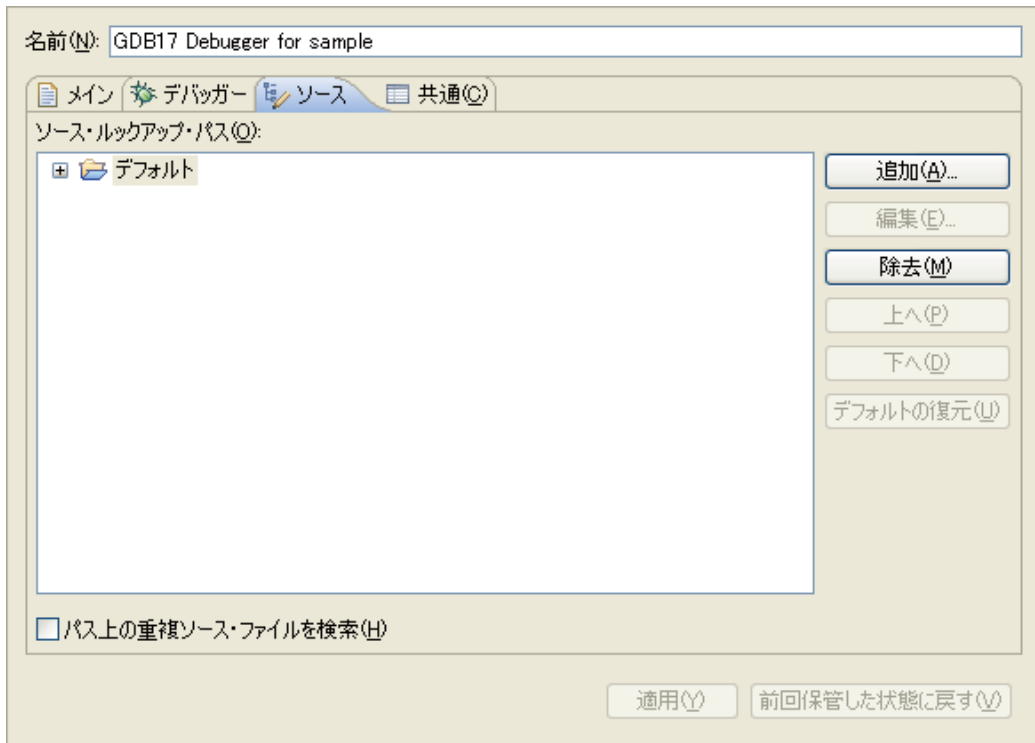 名前(N): GDB17 Debugger for sample
メイン デバッガー ソース 共通(C)
ソース・ルックアップ・パス(O):
デフォルト
追加(A)...
編集(E)...
除去(M)
上へ(P)
下へ(D)
デフォルトの復元(U)
パス上の重複ソース・ファイルを検索(H)
適用(Y) 前回保管した状態に戻す(V)